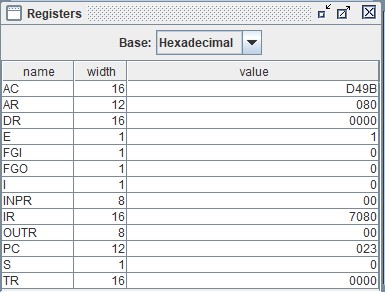 Registers
Base: Hexadecimal
name width value
AC 16 D49B
AR 12 080
DR 16 0000
E 1 1
FGI 1 0
FGO 1 0
I 1 0
INPR 8 00
IR 16 7080
OUTR 8 00
PC 12 023
S 1 0
TR 16 0000